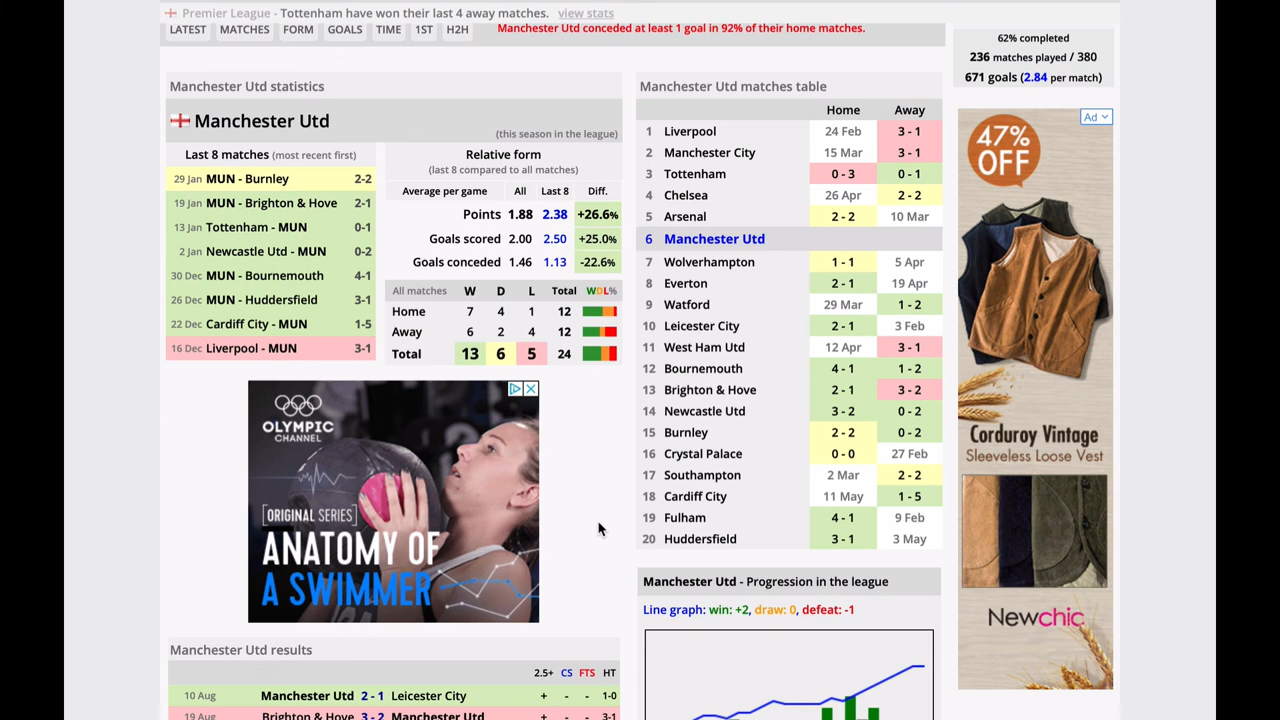 Premier League - Tottenham have won their last 4 away matches. view stats
LATEST MATCHES FORM GOALS TIME 1ST H2H
Manchester Utd conceded at least 1 goal in 92% of their home matches.
62% completed
236 matches played / 380
671 goals (2.84 per match)
Manchester Utd statistics
Manchester Utd
(this season in the league)
Last 8 matches (most recent first)
29 Jan MUN - Burnley 2-2
19 Jan MUN - Brighton & Hove 2-1
13 Jan Tottenham - MUN 0-1
2 Jan Newcastle Utd - MUN 0-2
30 Dec MUN - Bournemouth 4-1
26 Dec MUN - Huddersfield 3-1
22 Dec Cardiff City - MUN 1-5
16 Dec Liverpool - MUN 3-1
Relative form
(last 8 compared to all matches)
Average per game All Last 8 Diff.
Points 1.88 2.38 +26.6%
Goals scored 2.00 2.50 +25.0%
Goals conceded 1.46 1.13 -22.6%
All matches W D L Total WDL%
Home 7 4 1 12
Away 6 2 4 12
Total 13 6 5 24
OLYMPIC
CHANNEL
[ORIGINAL SERIES]
ANATOMY OF
A SWIMMER
Manchester Utd results
2.5+ CS FTS HT
10 Aug Manchester Utd 2 - 1 Leicester City + - - 1-0
19 Aug Brighton & Hove 3 - 2 Manchester Utd + - - 3-1
Manchester Utd matches table
Home Away
1 Liverpool 24 Feb 3 - 1
2 Manchester City 15 Mar 3 - 1
3 Tottenham 0 - 3 0 - 1
4 Chelsea 26 Apr 2 - 2
5 Arsenal 2 - 2 10 Mar
6 Manchester Utd
7 Wolverhampton 1 - 1 5 Apr
8 Everton 2 - 1 19 Apr
9 Watford 29 Mar 1 - 2
10 Leicester City 2 - 1 3 Feb
11 West Ham Utd 12 Apr 3 - 1
12 Bournemouth 4 - 1 1 - 2
13 Brighton & Hove 2 - 1 3 - 2
14 Newcastle Utd 3 - 2 0 - 2
15 Burnley 2 - 2 0 - 2
16 Crystal Palace 0 - 0 27 Feb
17 Southampton 2 Mar 2 - 2
18 Cardiff City 11 May 1 - 5
19 Fulham 4 - 1 9 Feb
20 Huddersfield 3 - 1 3 May
Manchester Utd - Progression in the league
Line graph: win: +2, draw: 0, defeat: -1
Ad
47%
OFF
Corduroy Vintage
Sleeveless Loose Vest
Newchic